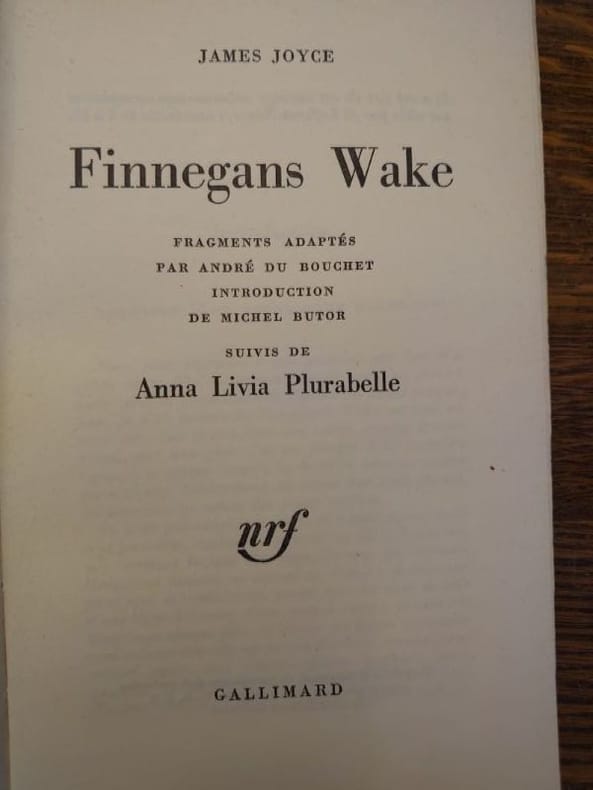 JAMES JOYCE
Finnegans Wake
FRAGMENTS ADAPTÉS
PAR ANDRÉ DU BOUCHET
INTRODUCTION
DE MICHEL BUTOR
SUIVIS DE
Anna Livia Plurabelle
nrf
GALLIMARD